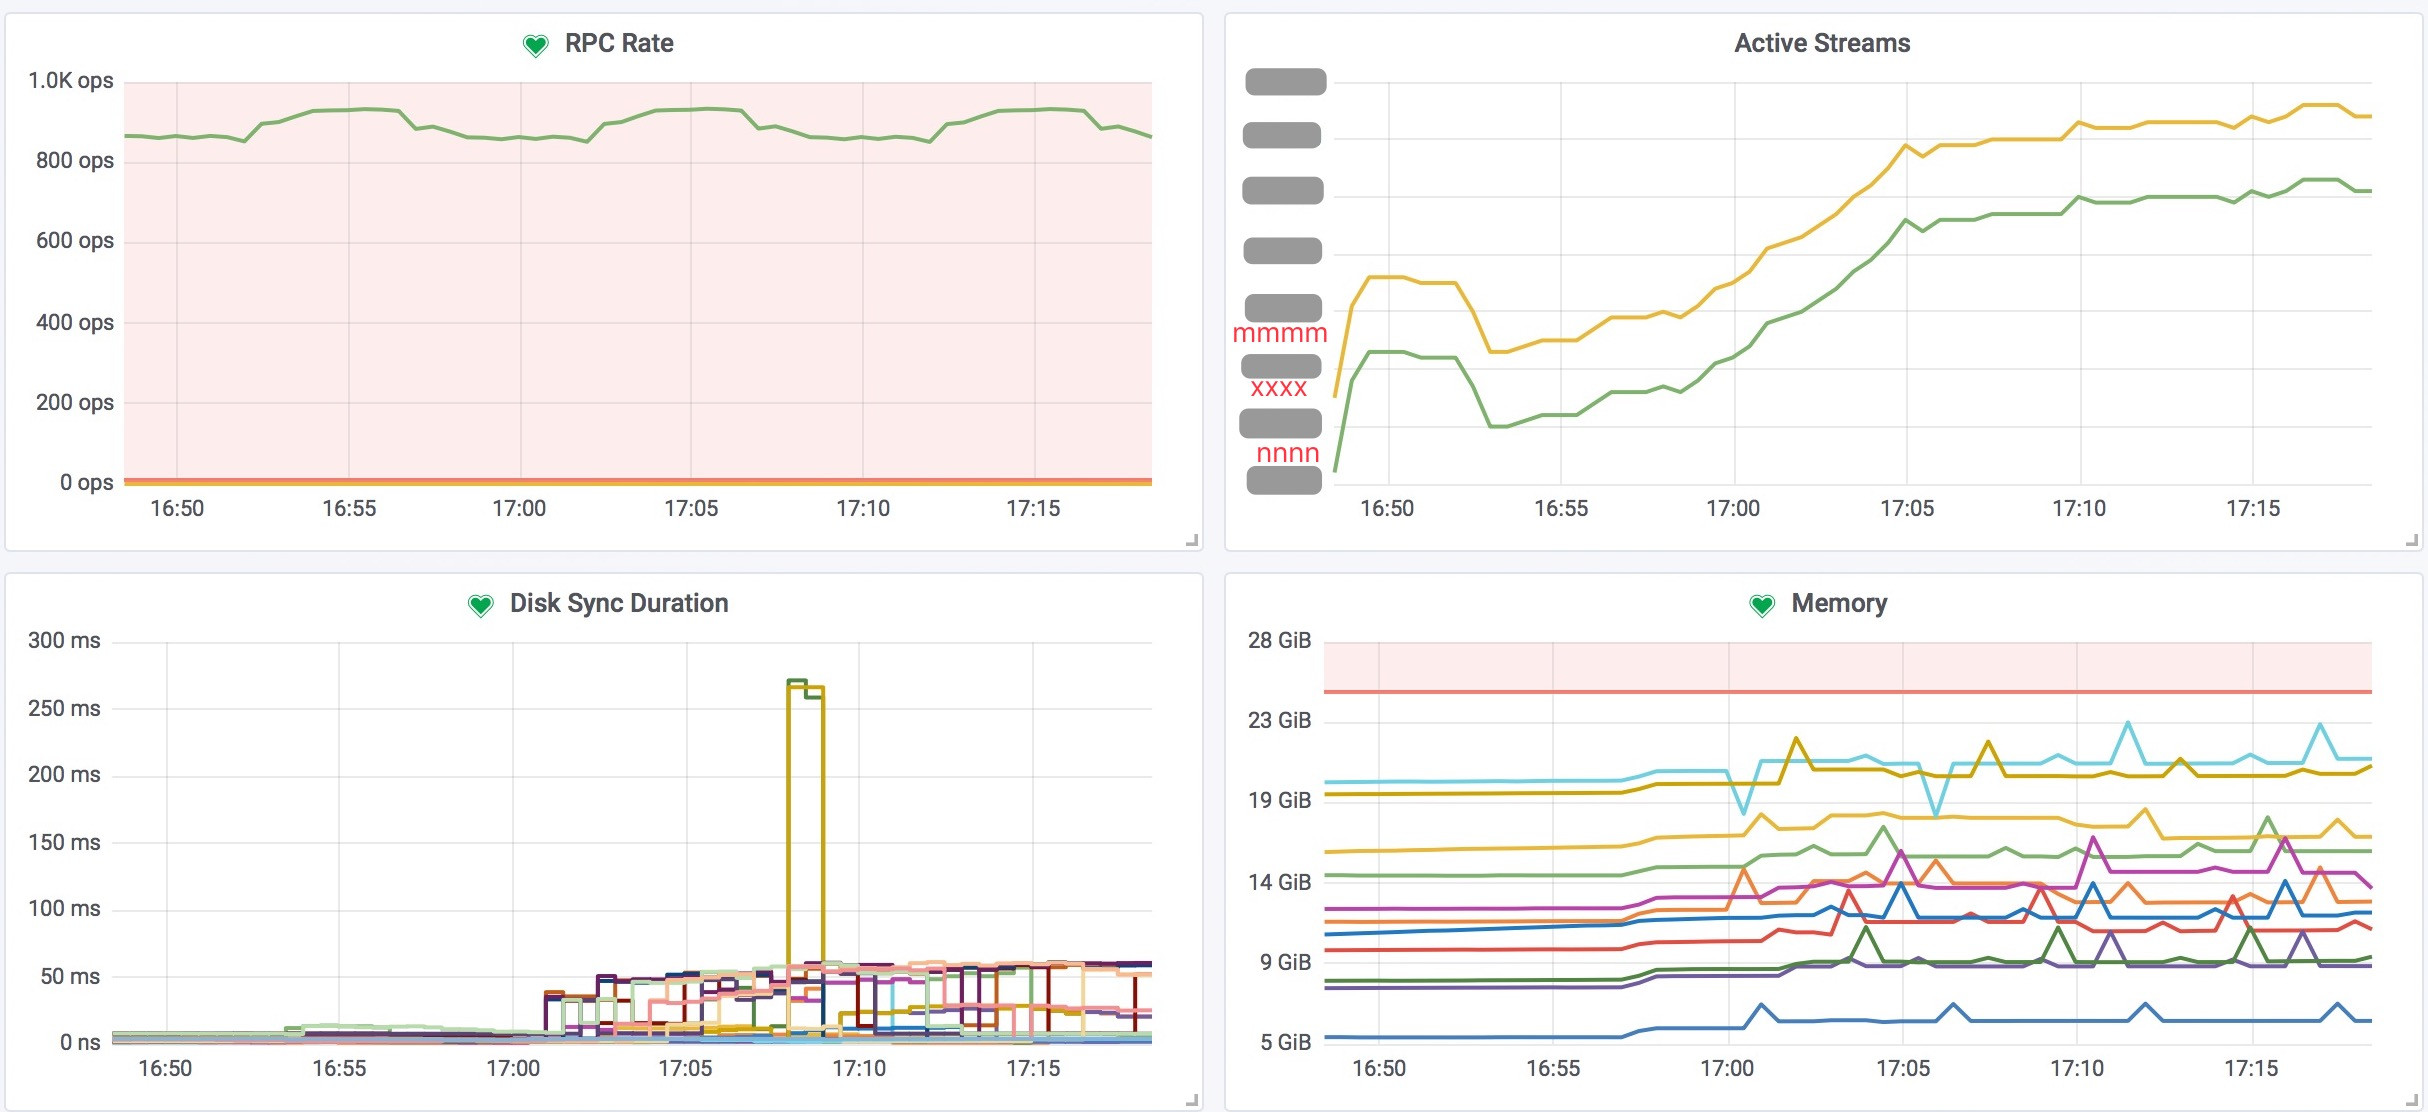 RPC Rate
1.0K ops
800 ops
600 ops
400 ops
200 ops
0 ops
16:50 16:55 17:00 17:05 17:10 17:15
Active Streams
mmmm
xxxx
nnnn
16:50 16:55 17:00 17:05 17:10 17:15
Disk Sync Duration
300 ms
250 ms
200 ms
150 ms
100 ms
50 ms
0 ns
16:50 16:55 17:00 17:05 17:10 17:15
Memory
28 GiB
23 GiB
19 GiB
14 GiB
9 GiB
5 GiB
16:50 16:55 17:00 17:05 17:10 17:15